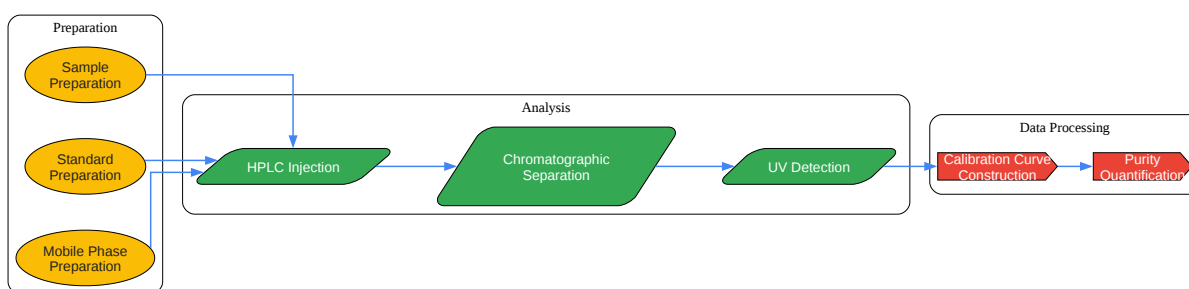 Preparation
Sample
Preparation
Standard
Preparation
Mobile Phase
Preparation
Analysis
HPLC Injection
Chromatographic
Separation
UV Detection
Data Processing
Calibration Curve
Construction
Purity
Quantification